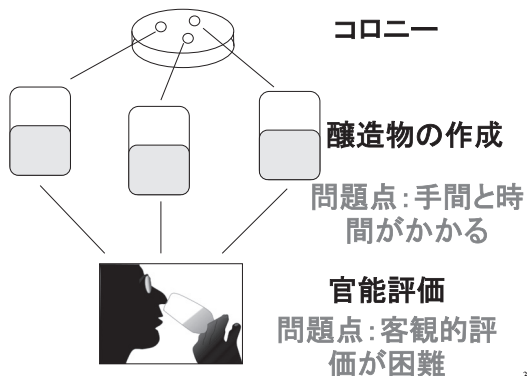 コロニー
醸造物の作成
問題点：手間と時
間がかかる
官能評価
問題点：客観的評
価が困難